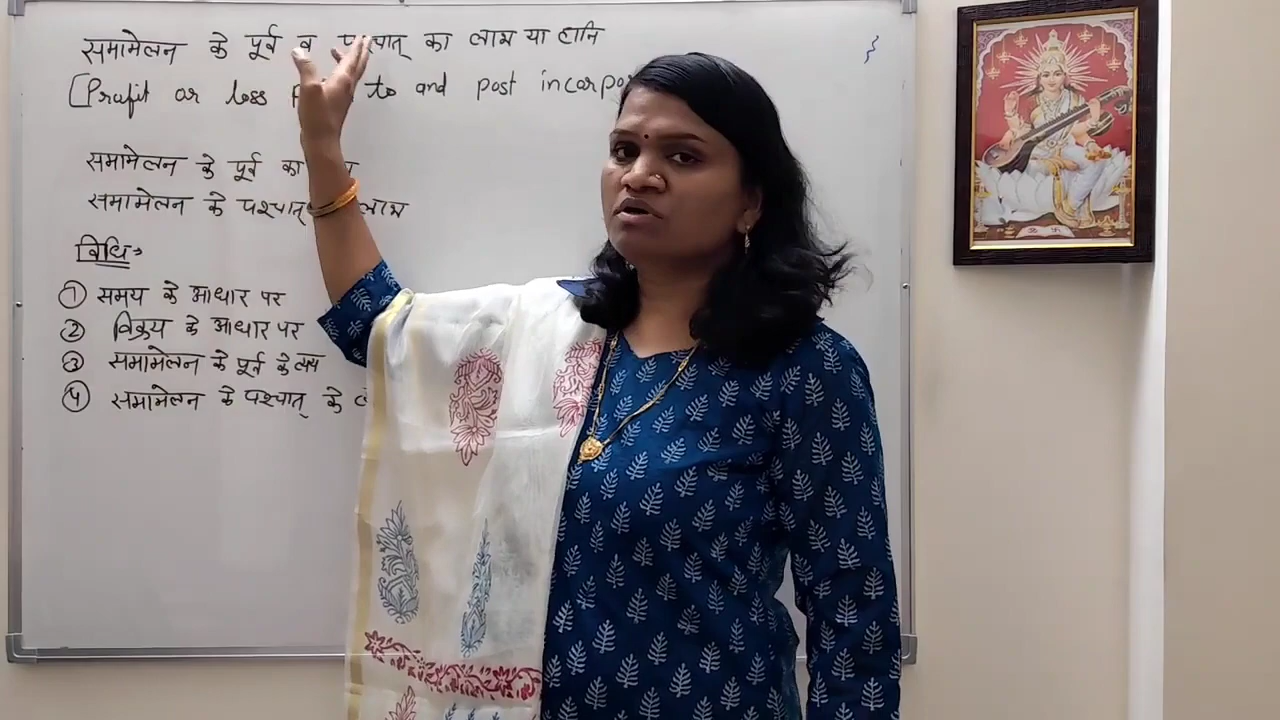 समामेलन के पूर्व व पश्चात् का लाभ या हानि
[Profit or loss to and post
समामेलन के पूर्व का
समामेलन के पश्चात् लाभ
विधि:-
① समय के आधार पर
② विक्रय के आधार पर
③ समामेलन के पूर्व के व्यय
④ समामेलन के पश्चात् के